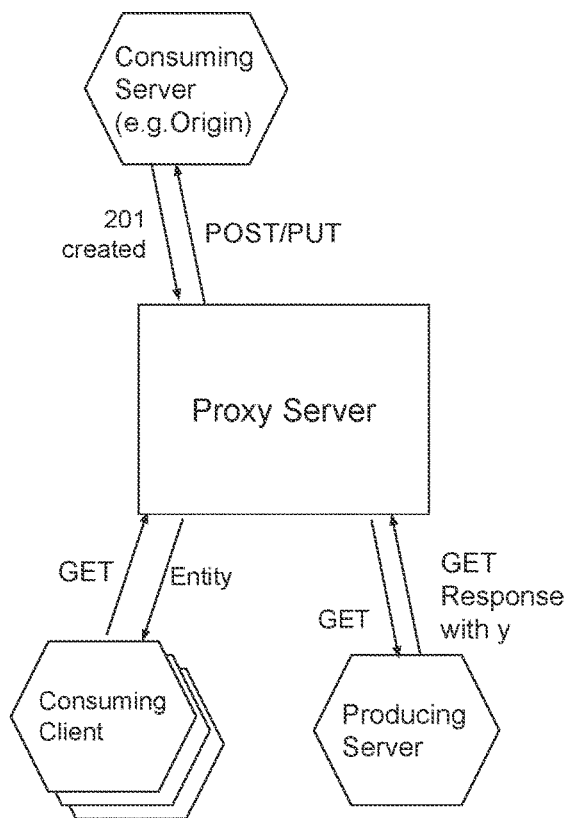 Consuming
Server
(e.g.Origin)
201
created
POST/PUT
Proxy Server
GET
Entity
GET
GET
Response
with y
Consuming
Client
Producing
Server